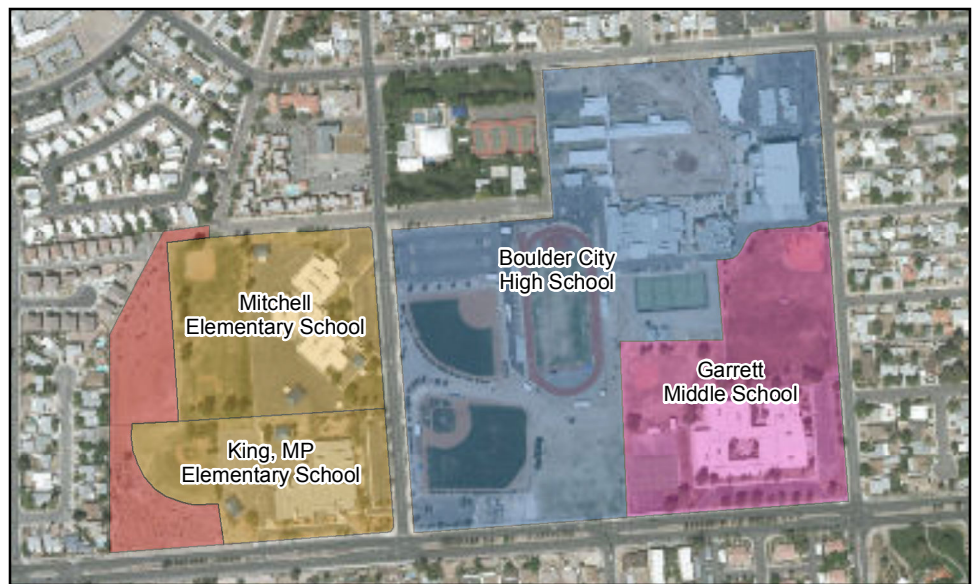 Boulder City
High School
Mitchell
Elementary School
Garrett
Middle School
King, MP
Elementary School